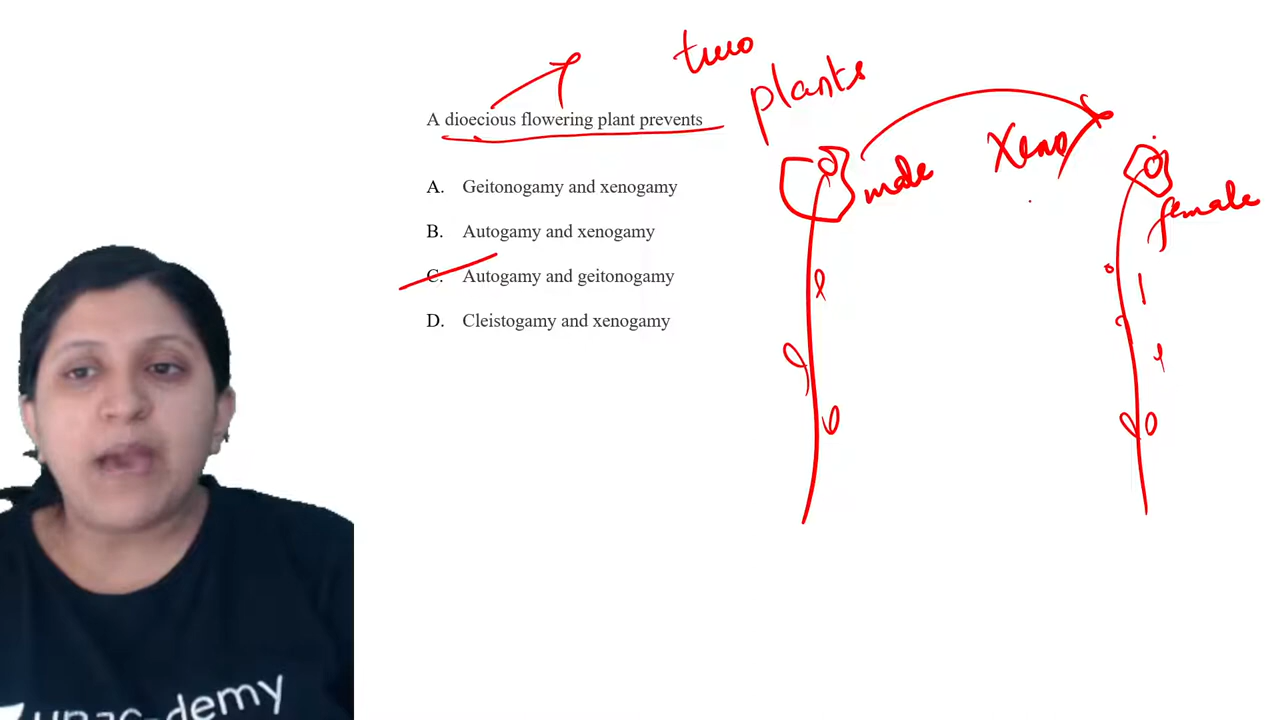 two
plants
A dioecious flowering plant prevents
Xeno
male
female
A. Geitonogamy and xenogamy
B. Autogamy and xenogamy
C. Autogamy and geitonogamy
D. Cleistogamy and xenogamy